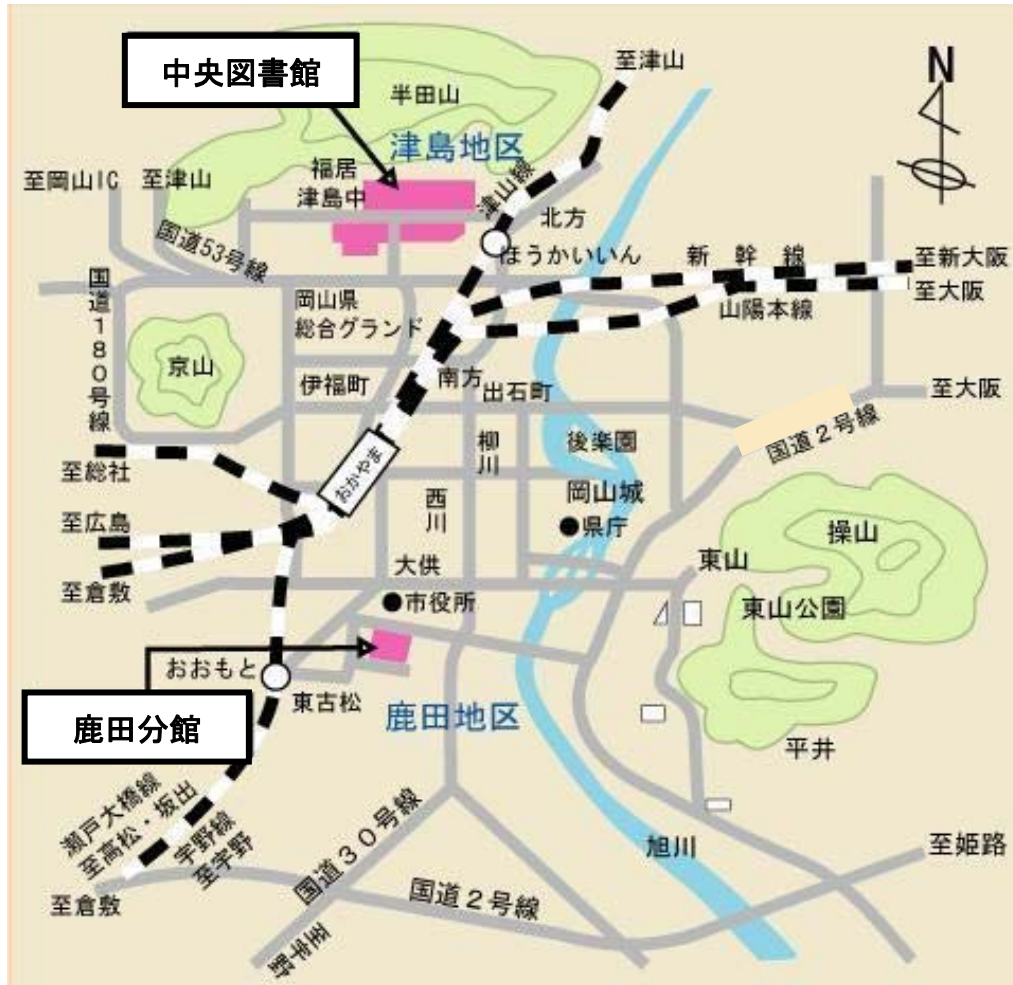 中央図書館
至津山
N
半田山
津島地区
至岡山IC
至津山
福居
津島中
津山線
北方
国道53号線
ほうかいいん
新幹線
至新大阪
国道180号線
岡山県
総合グランド
山陽本線
至大阪
京山
伊福町
南方
出石町
至大阪
柳川
後楽園
国道2号線
至総社
おかやま
西川
岡山城
●県庁
至広島
操山
大供
東山
至倉敷
●市役所
東山公園
おおもと
東古松
鹿田地区
鹿田分館
平井
瀬戸大橋線
至高松・坂出
宇野線
至宇野
国道30号線
旭川
至姫路
至倉敷
国道2号線
至宇野